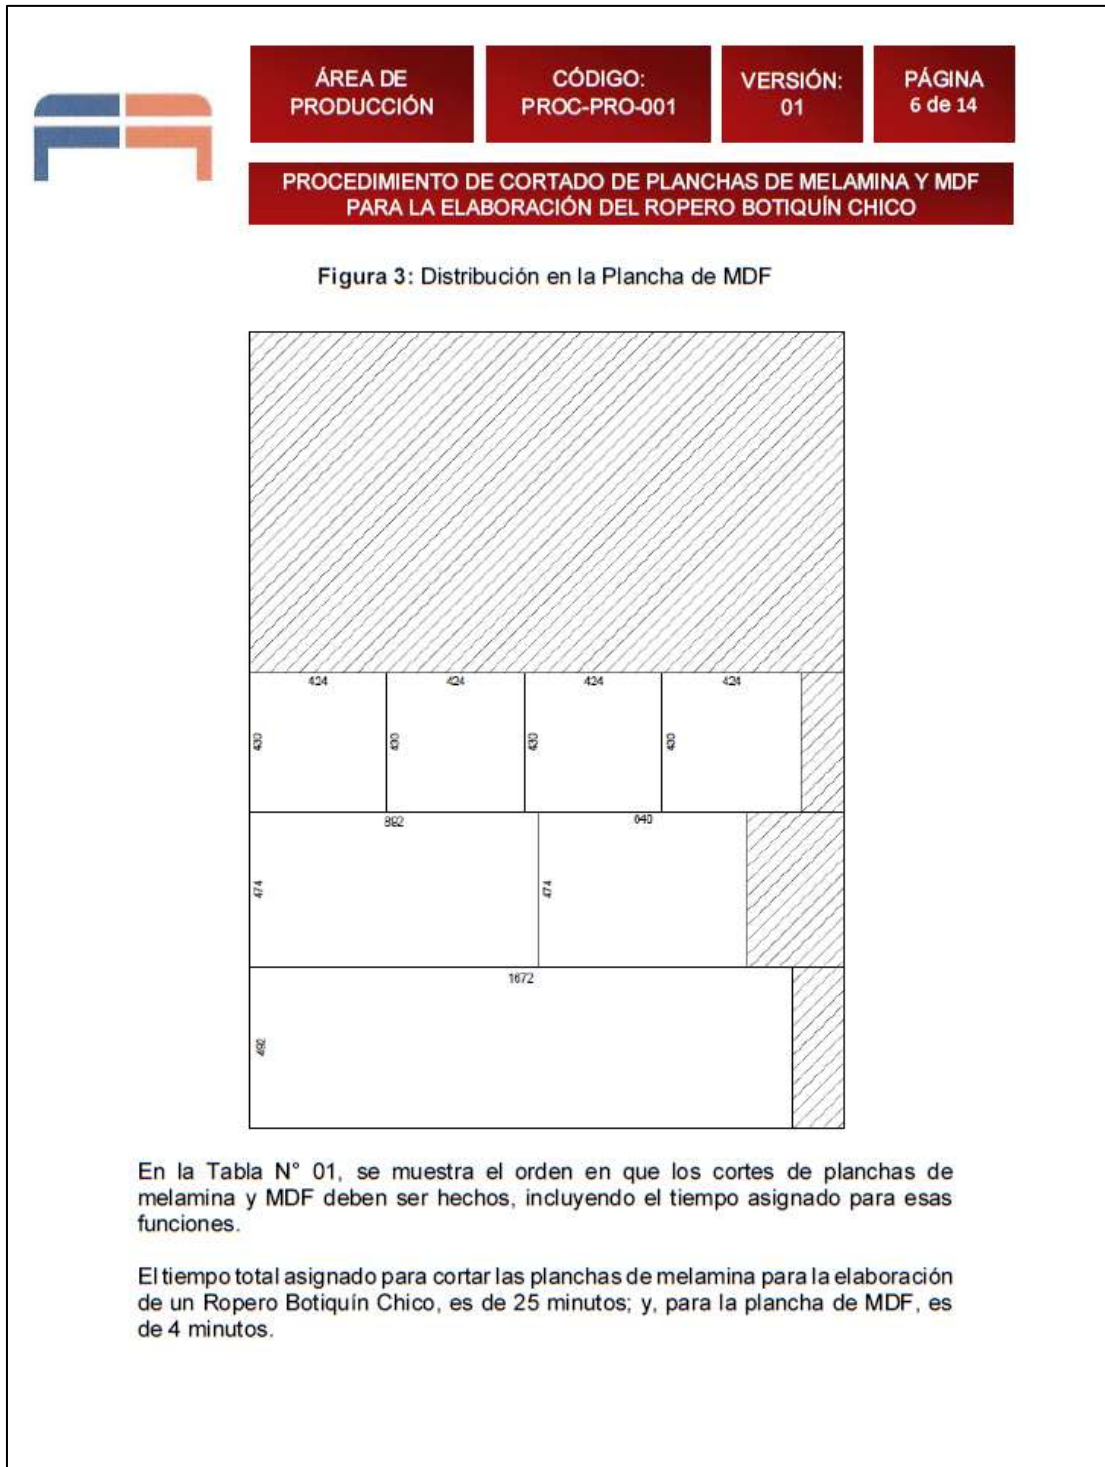 ÁREA DE
PRODUCCIÓN
CÓDIGO:
PROC-PRO-001
VERSIÓN:
01
PÁGINA
6 de 14
PROCEDIMIENTO DE CORTADO DE PLANCHAS DE MELAMINA Y MDF
PARA LA ELABORACIÓN DEL ROPERO BOTIQUÍN CHICO
Figura 3: Distribución en la Plancha de MDF
424 424 424 424
430 430 430 430
892 640
474 474
1672
492
En la Tabla N° 01, se muestra el orden en que los cortes de planchas de
melamina y MDF deben ser hechos, incluyendo el tiempo asignado para esas
funciones.
El tiempo total asignado para cortar las planchas de melamina para la elaboración
de un Ropero Botiquín Chico, es de 25 minutos; y, para la plancha de MDF, es
de 4 minutos.